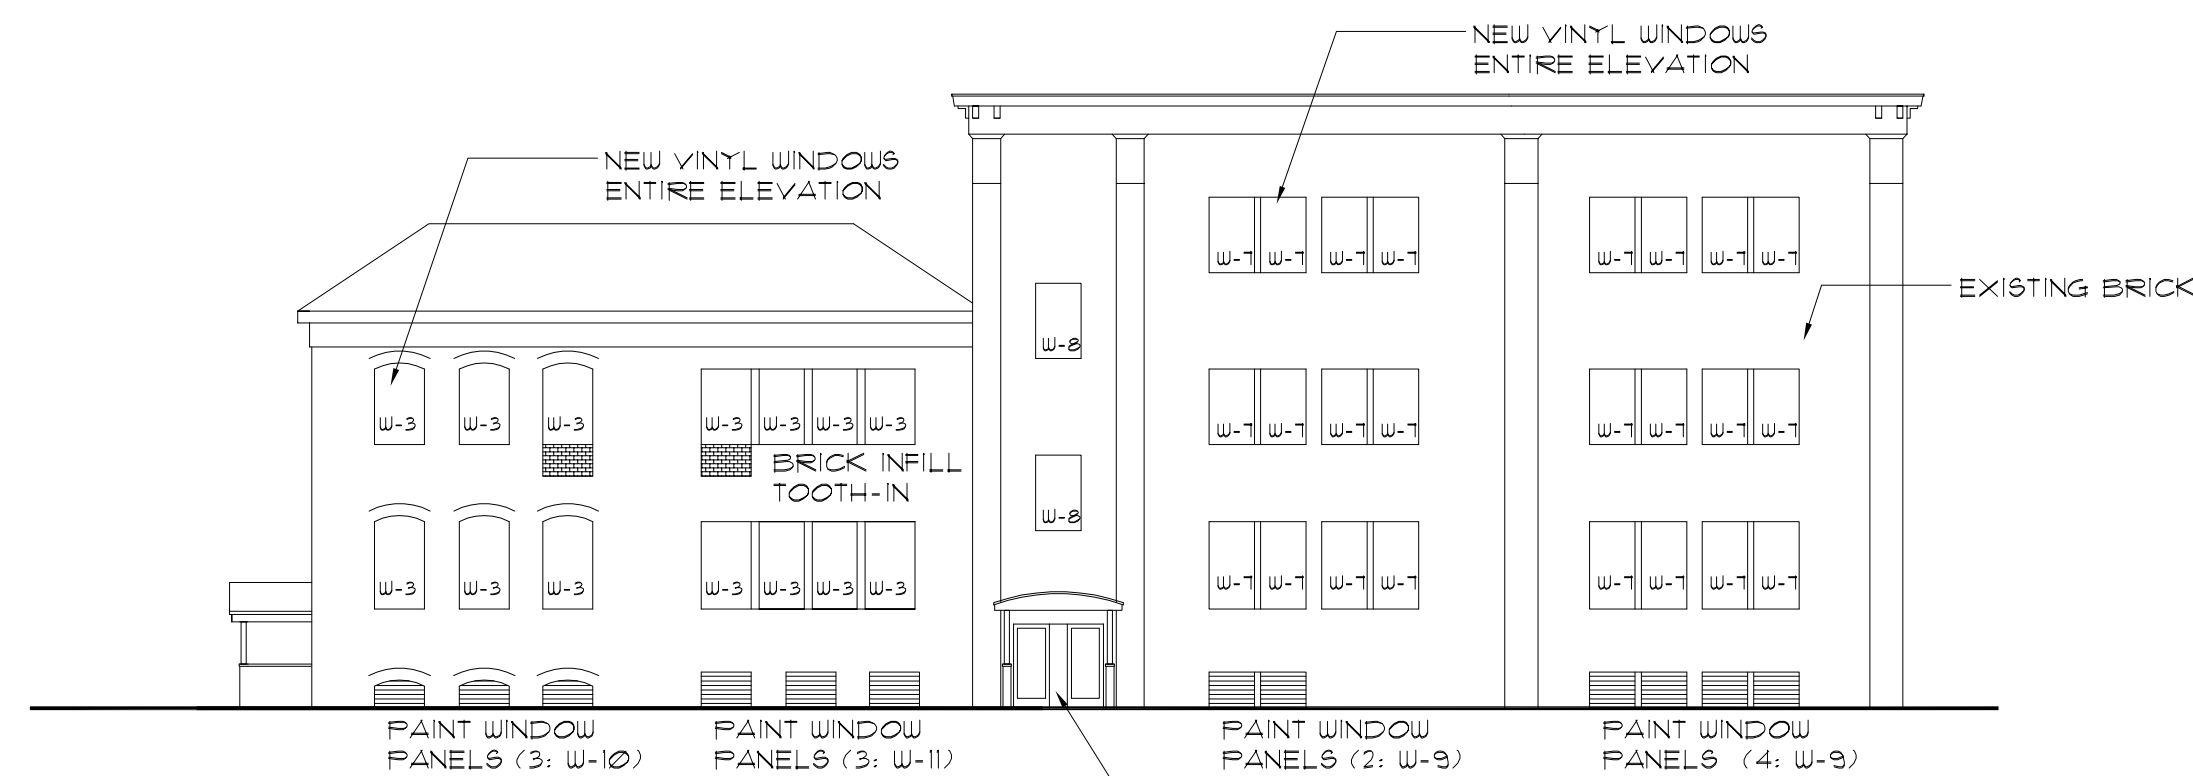 NEW VINYL WINDOWS
ENTIRE ELEVATION
NEW VINYL WINDOWS
ENTIRE ELEVATION
W-7 W-7 W-7 W-7 W-7 W-7 W-7 W-7
EXISTING BRICK
W-8
W-3 W-3 W-3 W-3 W-3 W-3 W-3 W-7 W-7 W-7 W-7 W-7 W-7 W-7 W-7
BRICK INFILL
TOOTH-IN
W-8
W-3 W-3 W-3 W-3 W-3 W-3 W-3 W-7 W-7 W-7 W-7 W-7 W-7 W-7 W-7
PAINT WINDOW
PANELS (3: W-10)
PAINT WINDOW
PANELS (3: W-11)
PAINT WINDOW
PANELS (2: W-9)
PAINT WINDOW
PANELS (4: W-9)